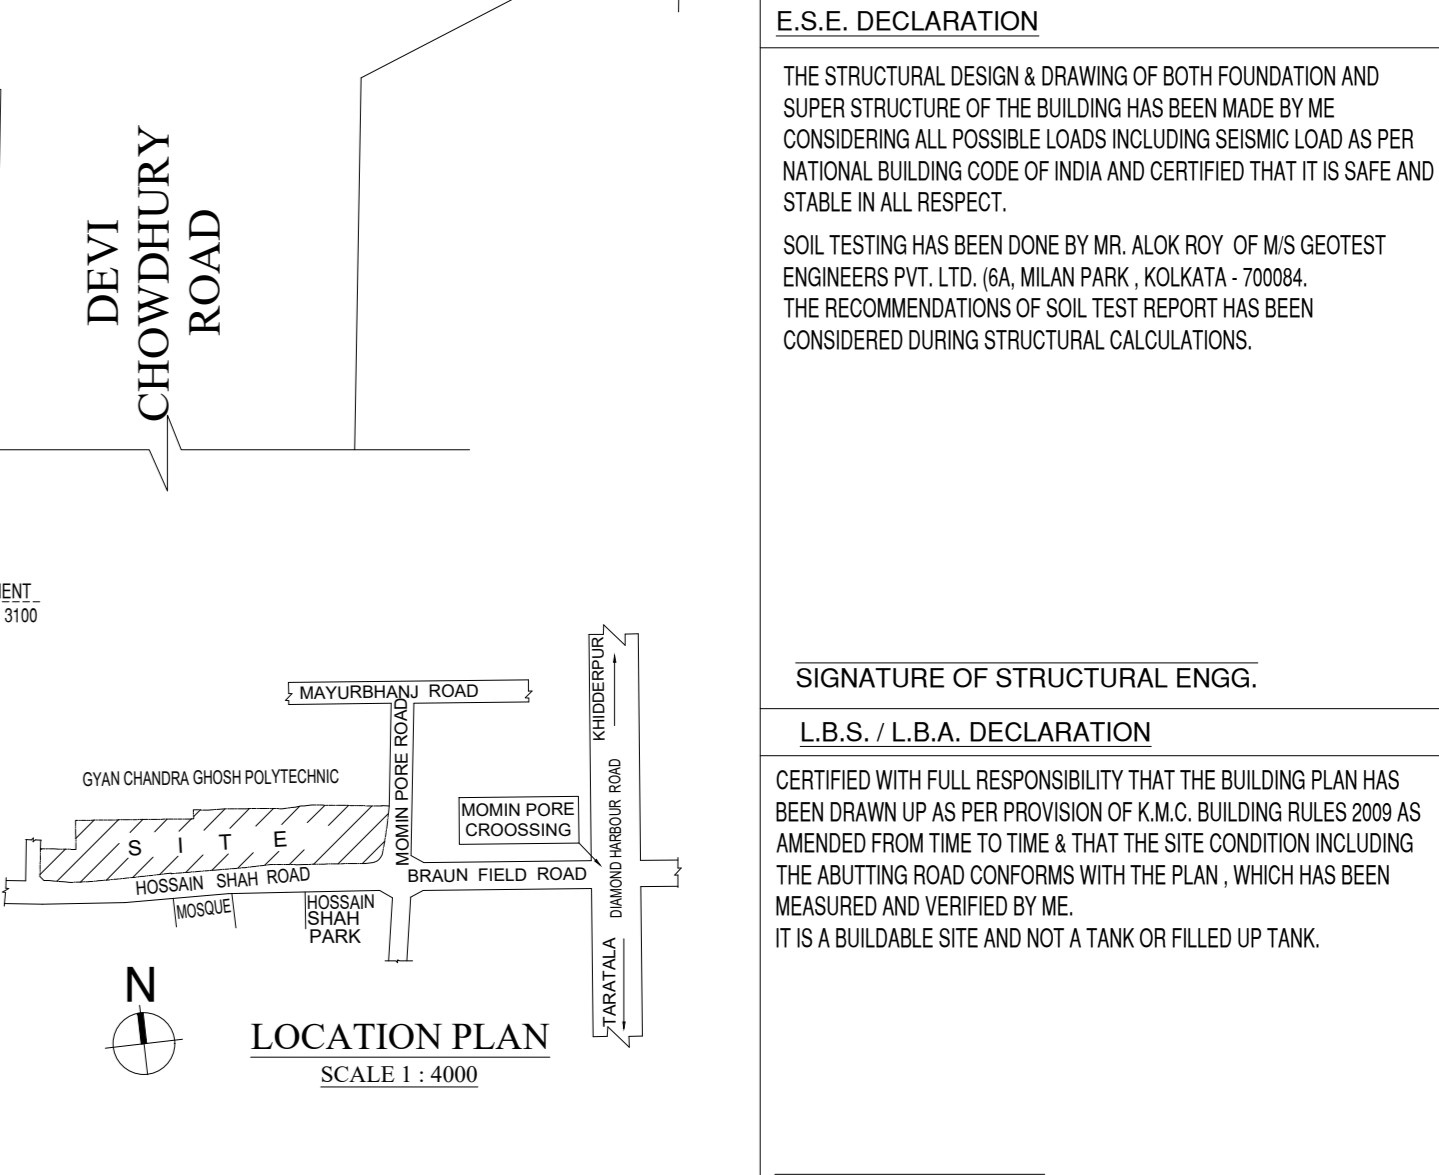 DEVI
CHOWDHURY
ROAD
3100
MAYURBHANJ ROAD
MOMIN PORE ROAD
KHIDDERPUR
DIAMOND HARBOUR ROAD
TARATALA
GYAN CHANDRA GHOSH POLYTECHNIC
MOMIN PORE
CROOSSING
S I T E
HOSSAIN SHAH ROAD
BRAUN FIELD ROAD
MOSQUE
HOSSAIN
SHAH
PARK
N
LOCATION PLAN
SCALE 1 : 4000
E.S.E. DECLARATION
THE STRUCTURAL DESIGN & DRAWING OF BOTH FOUNDATION AND
SUPER STRUCTURE OF THE BUILDING HAS BEEN MADE BY ME
CONSIDERING ALL POSSIBLE LOADS INCLUDING SEISMIC LOAD AS PER
NATIONAL BUILDING CODE OF INDIA AND CERTIFIED THAT IT IS SAFE AND
STABLE IN ALL RESPECT.
SOIL TESTING HAS BEEN DONE BY MR. ALOK ROY OF M/S GEOTEST
ENGINEERS PVT. LTD. (6A, MILAN PARK , KOLKATA - 700084.
THE RECOMMENDATIONS OF SOIL TEST REPORT HAS BEEN
CONSIDERED DURING STRUCTURAL CALCULATIONS.
SIGNATURE OF STRUCTURAL ENGG.
L.B.S. / L.B.A. DECLARATION
CERTIFIED WITH FULL RESPONSIBILITY THAT THE BUILDING PLAN HAS
BEEN DRAWN UP AS PER PROVISION OF K.M.C. BUILDING RULES 2009 AS
AMENDED FROM TIME TO TIME & THAT THE SITE CONDITION INCLUDING
THE ABUTTING ROAD CONFORMS WITH THE PLAN , WHICH HAS BEEN
MEASURED AND VERIFIED BY ME.
IT IS A BUILDABLE SITE AND NOT A TANK OR FILLED UP TANK.